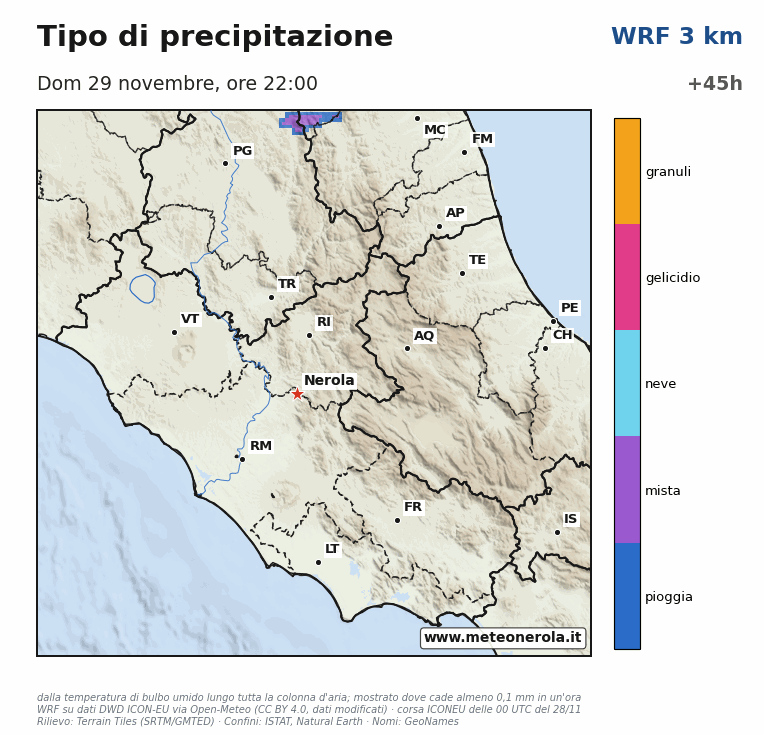 Tipo di precipitazione
WRF 3 km
Dom 29 novembre, ore 22:00
+45h
MC
FM
PG
AP
TE
TR
PE
VT
RI
AQ
CH
Nerola
RM
FR
IS
LT
www.meteonerola.it
granuli
gelicidio
neve
mista
pioggia
dalla temperatura di bulbo umido lungo tutta la colonna d'aria; mostrato dove cade almeno 0,1 mm in un'ora
WRF su dati DWD ICON-EU via Open-Meteo (CC BY 4.0, dati modificati) · corsa ICONEU delle 00 UTC del 28/11
Rilievo: Terrain Tiles (SRTM/GMTED) · Confini: ISTAT, Natural Earth · Nomi: GeoNames